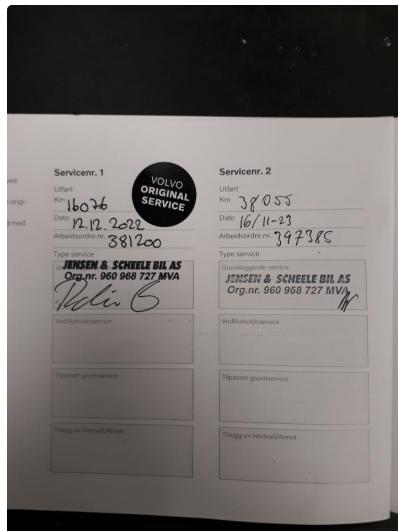 ved
origi-
d med
Servicenr. 1
Utført
Km 16076
Dato 12.12.2022
Arbeidsordre nr. 381200
Type service
JENSEN & SCHEELE BIL AS
Org.nr. 960 968 727 MVA
Vedlikeholdsservice
Tilpasset grunnservice
Tillegg av intervall/Annet
VOLVO
ORIGINAL
SERVICE
Servicenr. 2
Utført
Km 38055
Dato 16/11-23
Arbeidsordre nr. 397385
Type service
Grunnleggende service
JENSEN & SCHEELE BIL AS
Org.nr. 960 968 727 MVA
Vedlikeholdsservice
Tilpasset grunnservice
Tillegg av intervall/Annet